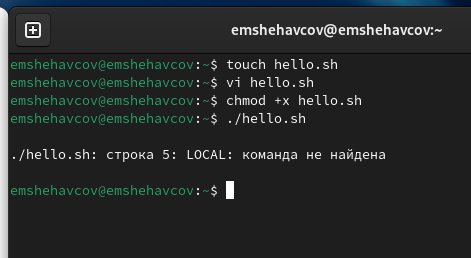 emshehavcov@emshehavcov:~
emshehavcov@emshehavcov:~$ touch hello.sh
emshehavcov@emshehavcov:~$ vi hello.sh
emshehavcov@emshehavcov:~$ chmod +x hello.sh
emshehavcov@emshehavcov:~$ ./hello.sh
./hello.sh: строка 5: LOCAL: команда не найдена
emshehavcov@emshehavcov:~$